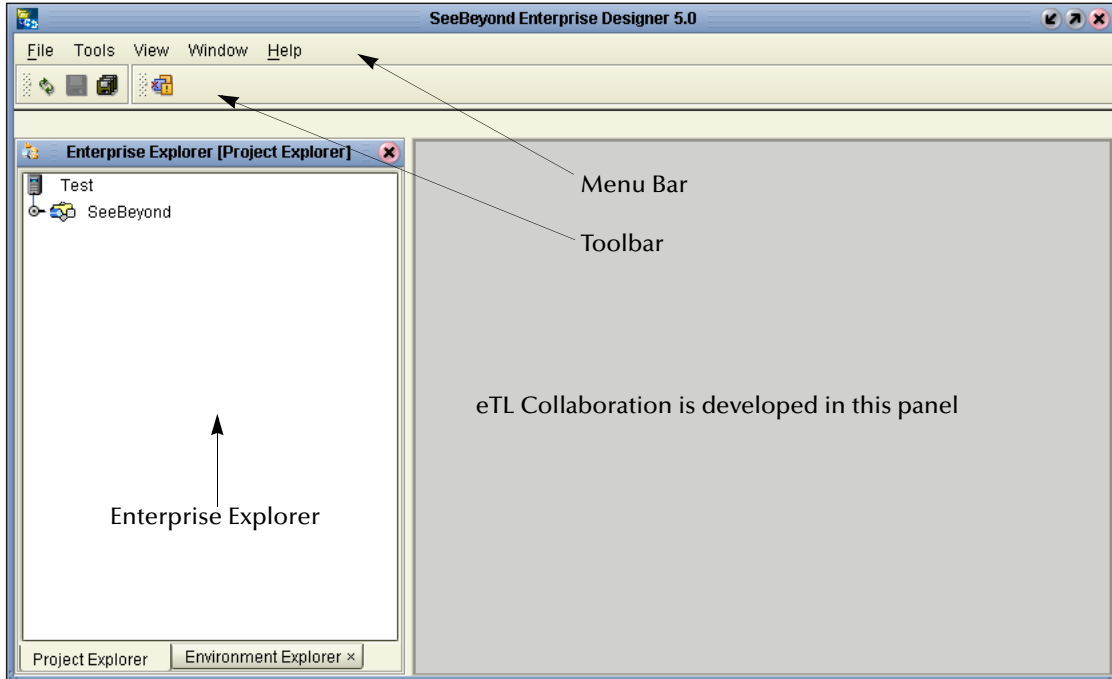 SeeBeyond Enterprise Designer 5.0
File Tools View Window Help
Enterprise Explorer [Project Explorer]
Test
SeeBeyond
Menu Bar
Toolbar
eTL Collaboration is developed in this panel
Enterprise Explorer
Project Explorer Environment Explorer ×